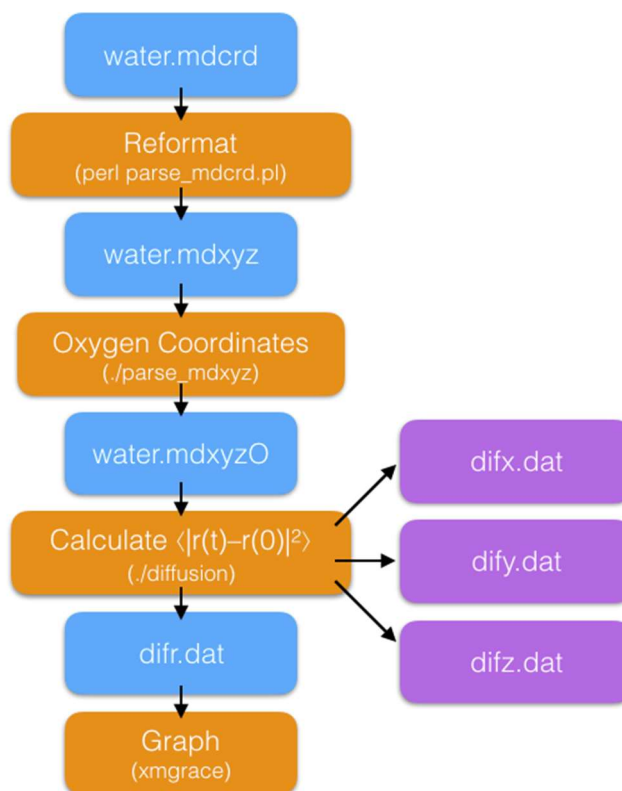 water.mdcrd
Reformat
(perl parse_mdcrd.pl)
water.mdxyz
Oxygen Coordinates
(./parse_mdxyz)
water.mdxyzO
Calculate ⟨|r(t)–r(0)|²⟩
(./diffusion)
difx.dat
dify.dat
difz.dat
difr.dat
Graph
(xmgrace)